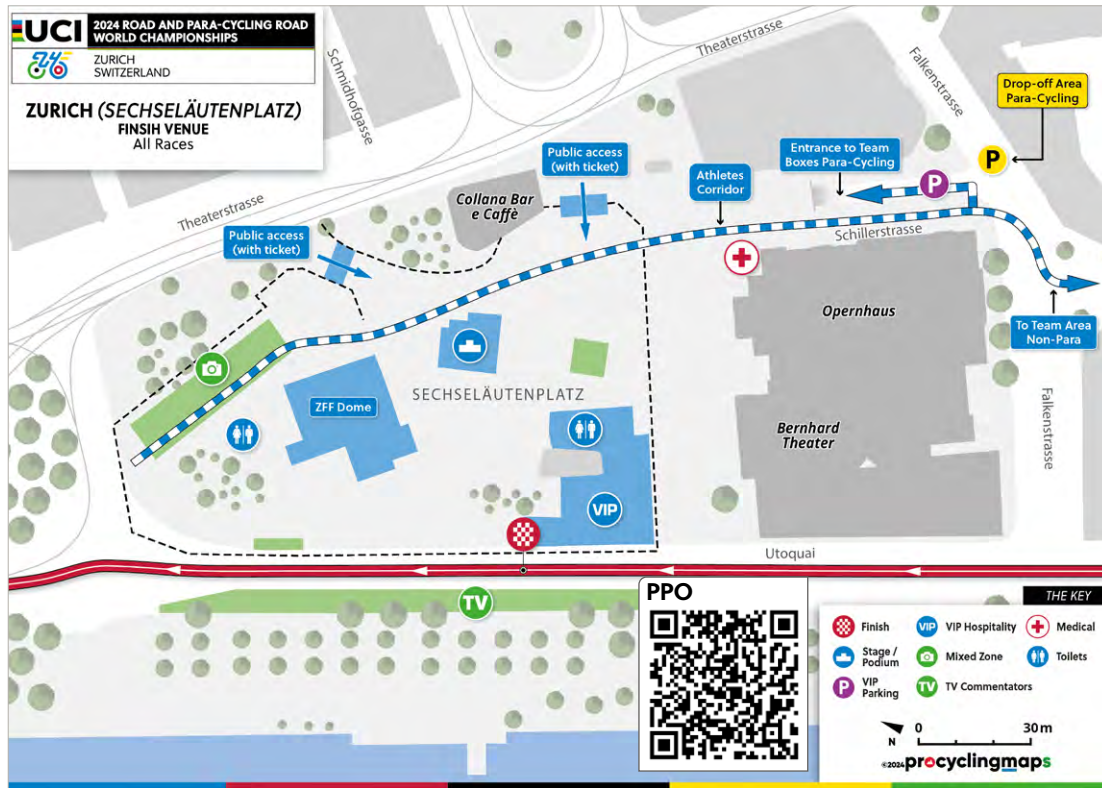 UCI
2024 ROAD AND PARA-CYCLING ROAD
WORLD CHAMPIONSHIPS
ZURICH
SWITZERLAND
ZURICH (SECHSELÄUTENPLATZ)
FINSIH VENUE
All Races
Schmidhofgasse
Theaterstrasse
Falkenstrasse
Drop-off Area
Para-Cycling
P
Public access
(with ticket)
Entrance to Team
Boxes Para-Cycling
Athletes
Corridor
P
Collana Bar
e Caffè
Theaterstrasse
Public access
(with ticket)
Schillerstrasse
Opernhaus
To Team Area
Non-Para
SECHSELÄUTENPLATZ
ZFF Dome
Bernhard
Theater
Falkenstrasse
VIP
Utoquai
TV
PPO
THE KEY
Finish
VIP
VIP Hospitality
Medical
Stage /
Podium
Mixed Zone
Toilets
P
VIP
Parking
TV
TV Commentators
N
0
30 m
©2024 procyclingmaps